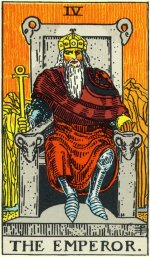 IV
THE EMPEROR.